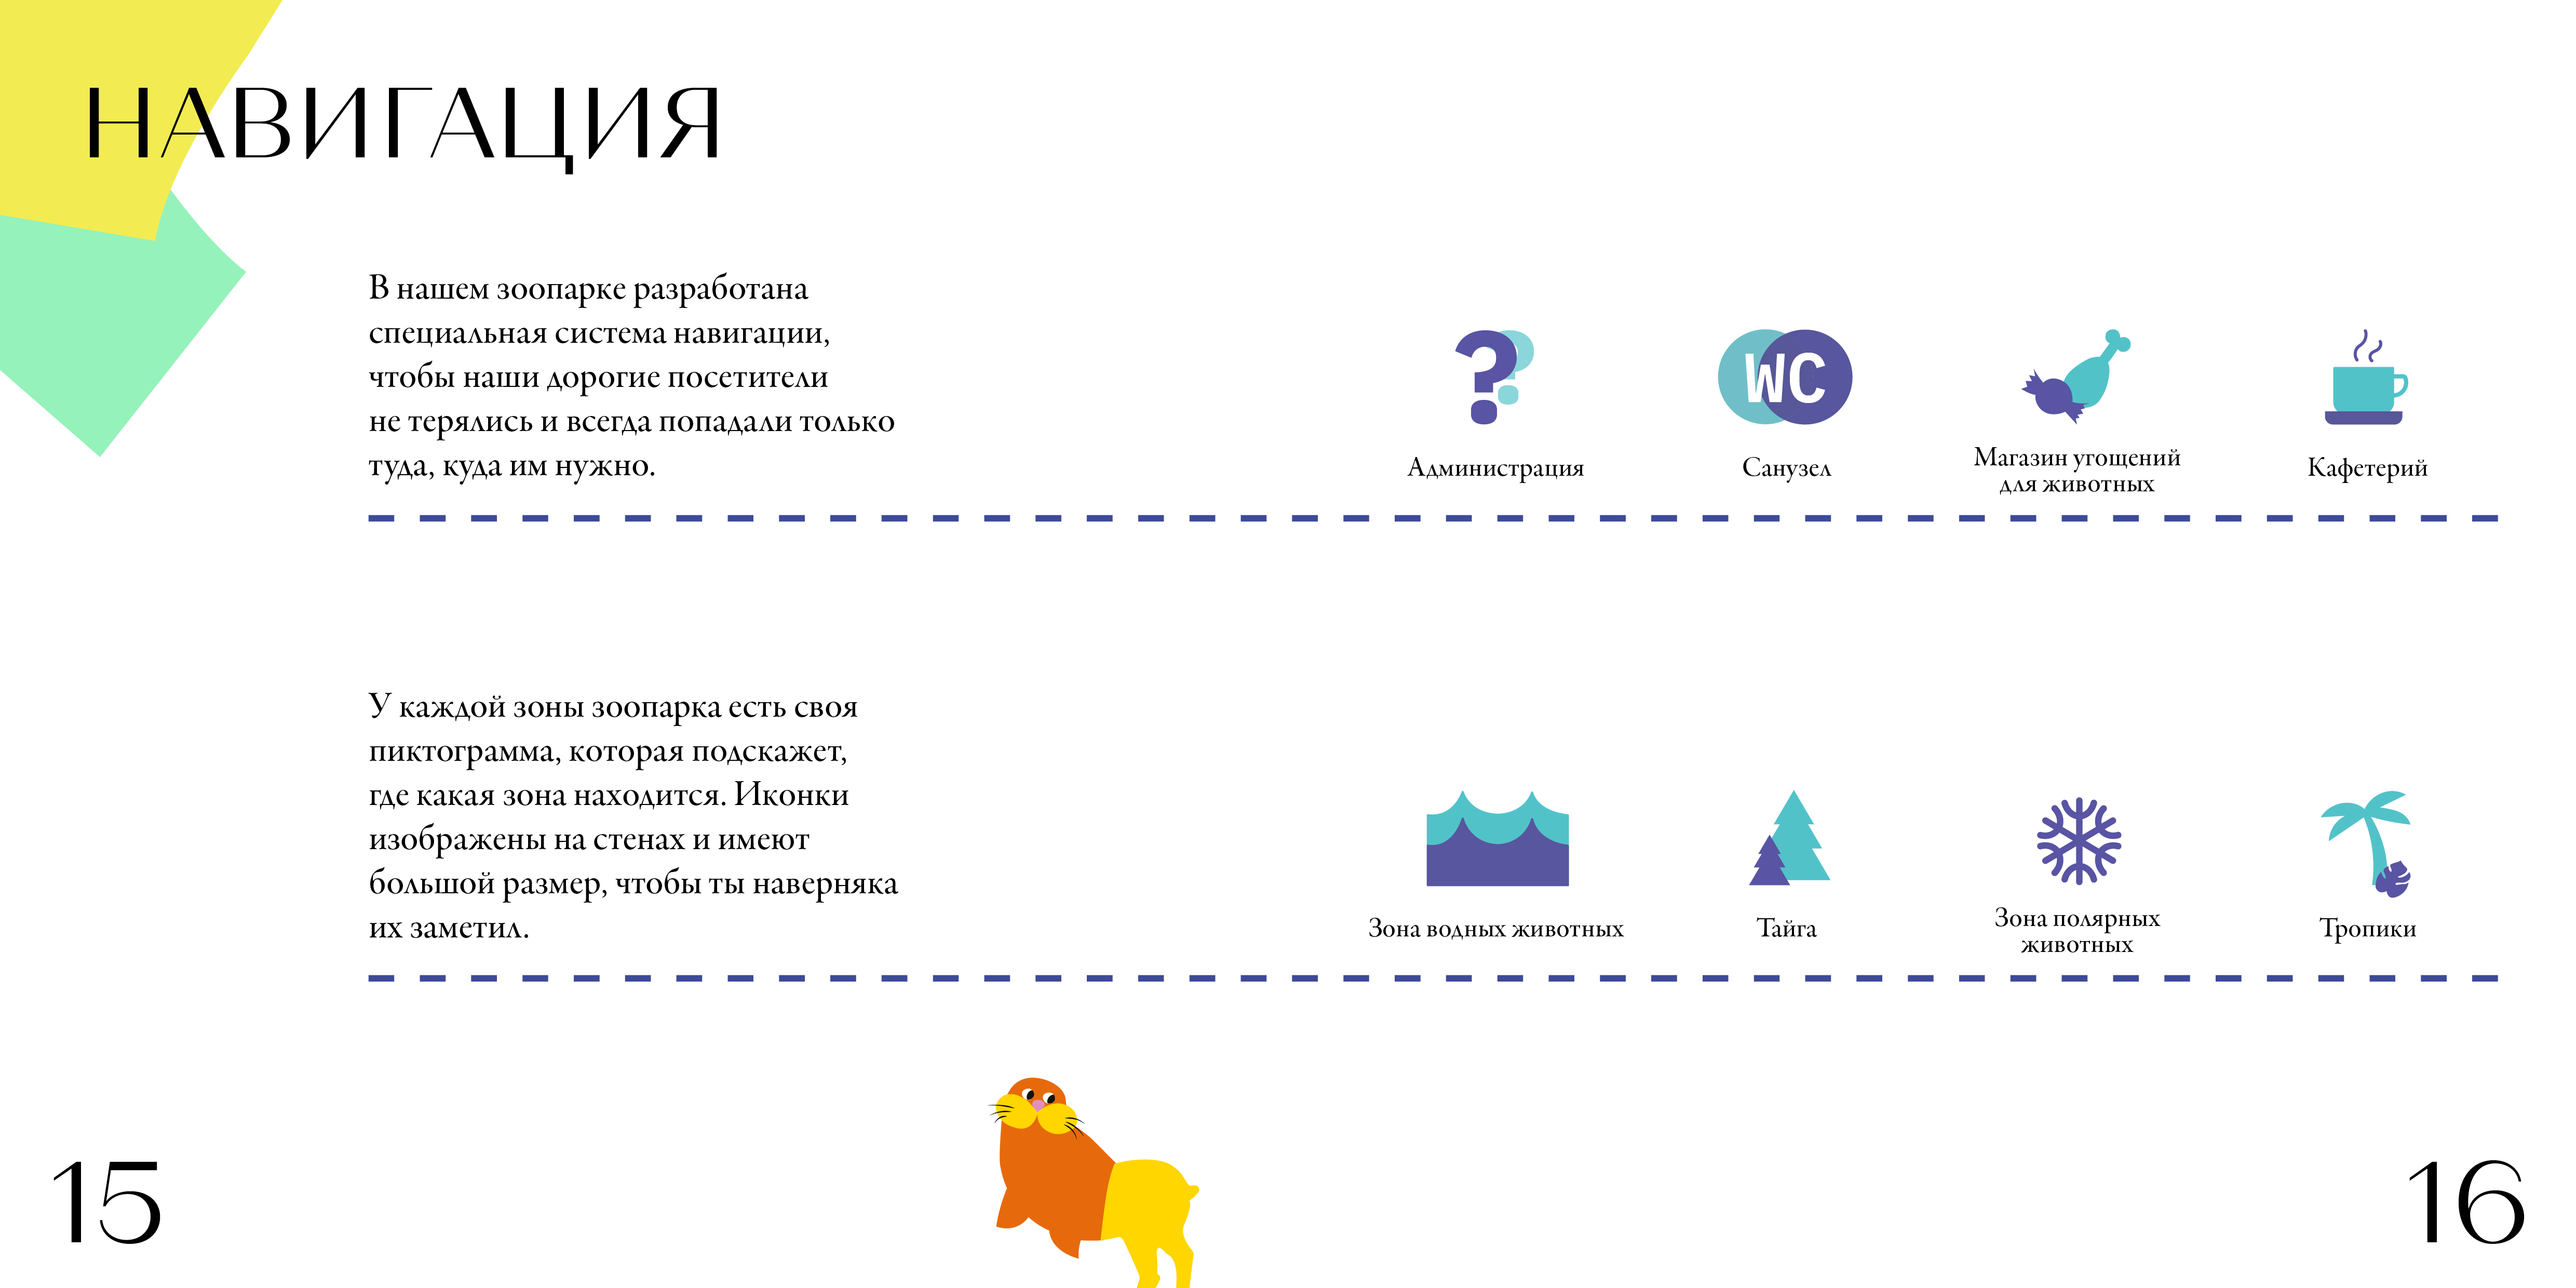 НАВИГАЦИЯ
В нашем зоопарке разработана
специальная система навигации,
чтобы наши дорогие посетители
не терялись и всегда попадали только
туда, куда им нужно.
??
WC
Администрация
Санузел
Магазин угощений
для животных
Кафетерий
У каждой зоны зоопарка есть своя
пиктограмма, которая подскажет,
где какая зона находится. Иконки
изображены на стенах и имеют
большой размер, чтобы ты наверняка
их заметил.
Зона водных животных
Тайга
Зона полярных
животных
Тропики
15
16